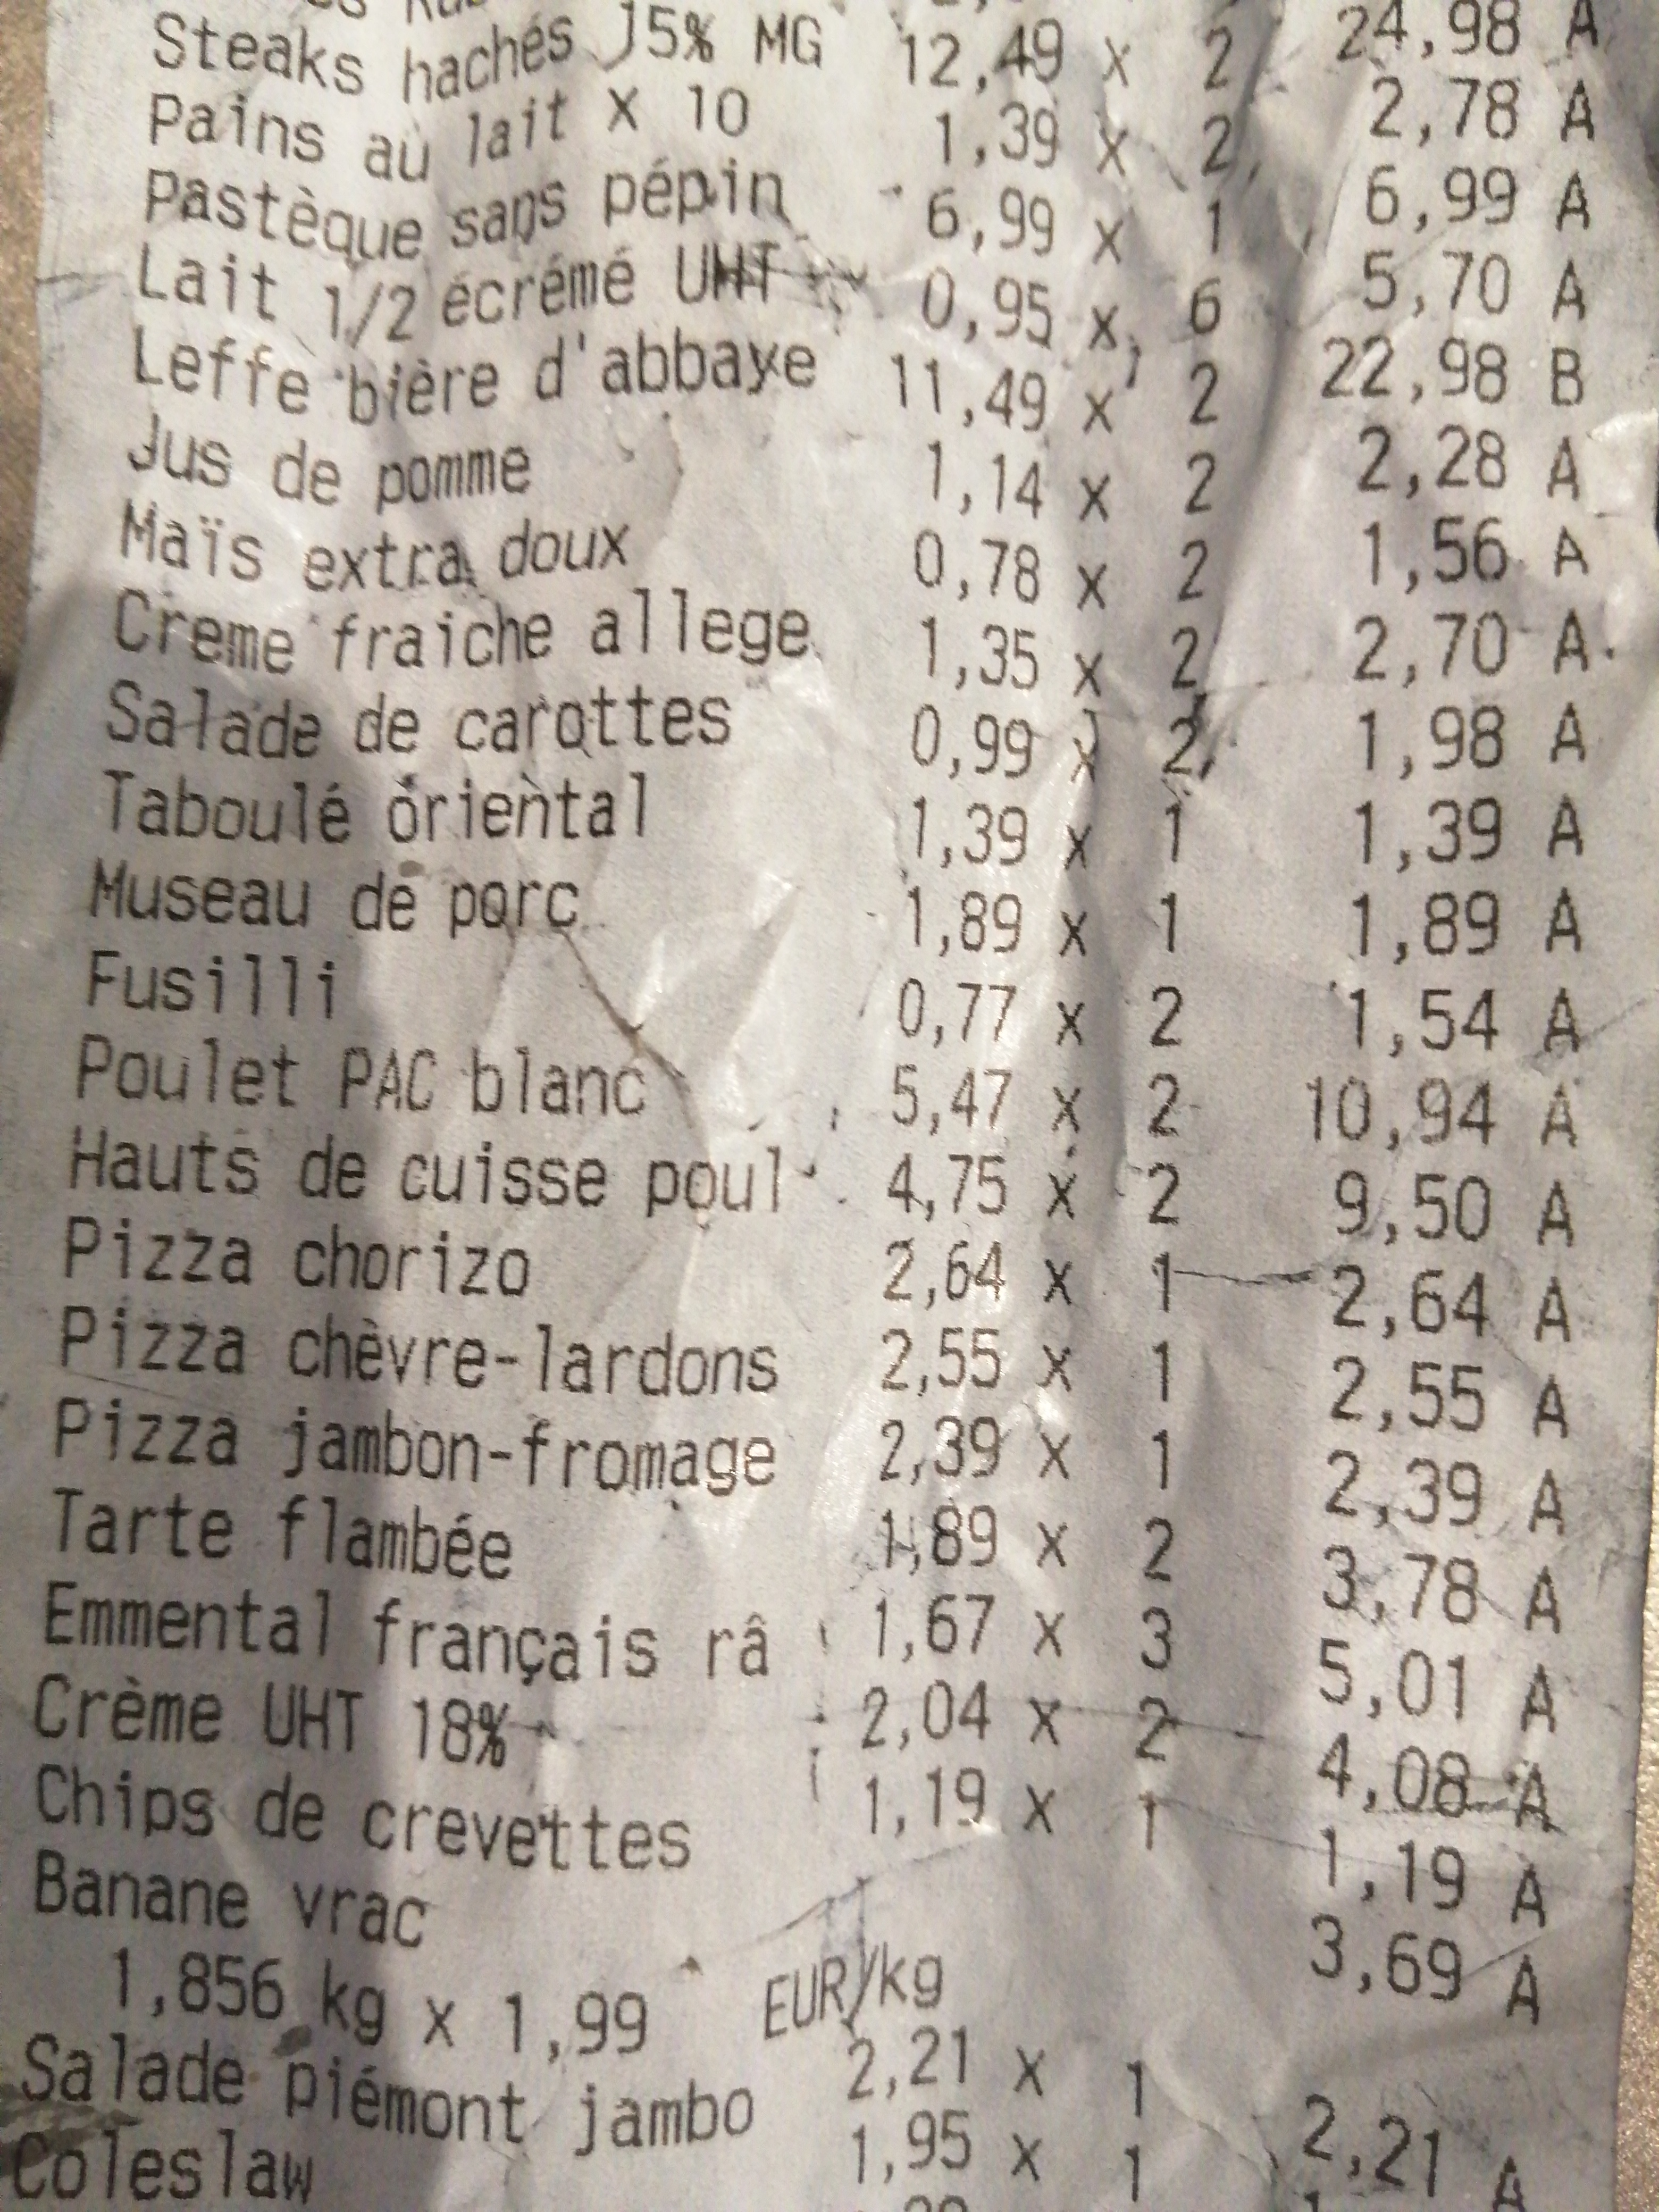 Steaks hachés 15% MG 12,49 x 2 24,98 A
Pains au lait X 10 1,39 x 2 2,78 A
Pastèque sans pépin 6,99 x 1 6,99 A
Lait 1/2 écrémé UHT 0,95 x 6 5,70 A
Leffe bière d'abbaye 11,49 x 2 22,98 B
Jus de pomme 1,14 x 2 2,28 A
Maïs extra doux 0,78 x 2 1,56 A
Creme fraiche allege 1,35 x 2 2,70 A
Salade de carottes 0,99 x 2 1,98 A
Taboulé oriental 1,39 x 1 1,39 A
Museau de porc 1,89 x 1 1,89 A
Fusilli 0,77 x 2 1,54 A
Poulet PAC blanc 5,47 x 2 10,94 A
Hauts de cuisse poul 4,75 x 2 9,50 A
Pizza chorizo 2,64 x 1 2,64 A
Pizza chèvre-lardons 2,55 x 1 2,55 A
Pizza jambon-fromage 2,39 x 1 2,39 A
Tarte flambée 1,89 x 2 3,78 A
Emmental français râ 1,67 x 3 5,01 A
Crème UHT 18% 2,04 x 2 4,08 A
Chips de crevettes 1,19 x 1 1,19 A
Banane vrac 3,69 A
1,856 kg x 1,99 EUR/kg
Salade piémont jambo 2,21 x 1 2,21 A
Coleslaw 1,95 x 1